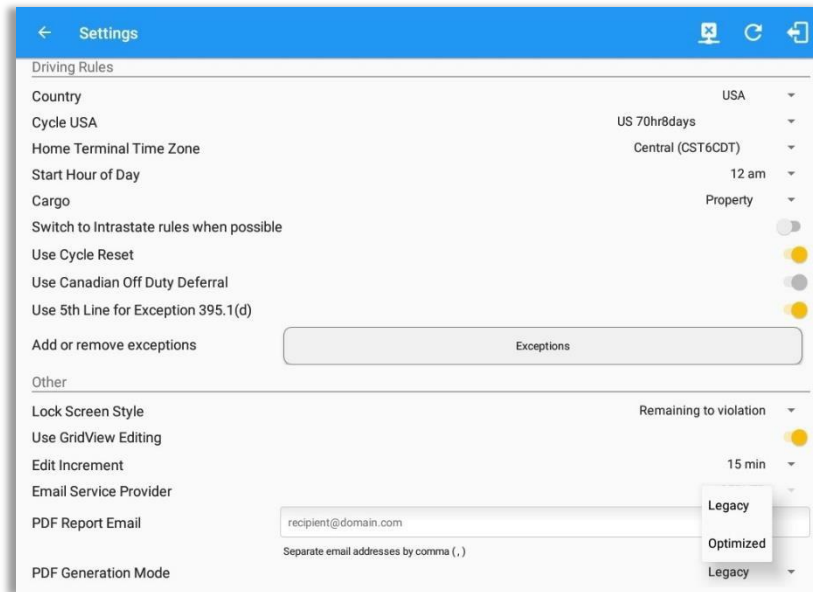 Settings
Driving Rules
Country USA
Cycle USA US 70hr8days
Home Terminal Time Zone Central (CST6CDT)
Start Hour of Day 12 am
Cargo Property
Switch to Intrastate rules when possible
Use Cycle Reset
Use Canadian Off Duty Deferral
Use 5th Line for Exception 395.1(d)
Add or remove exceptions Exceptions
Other
Lock Screen Style Remaining to violation
Use GridView Editing
Edit Increment 15 min
Email Service Provider
Legacy
PDF Report Email recipient@domain.com
Optimized
Separate email addresses by comma ( , )
PDF Generation Mode Legacy